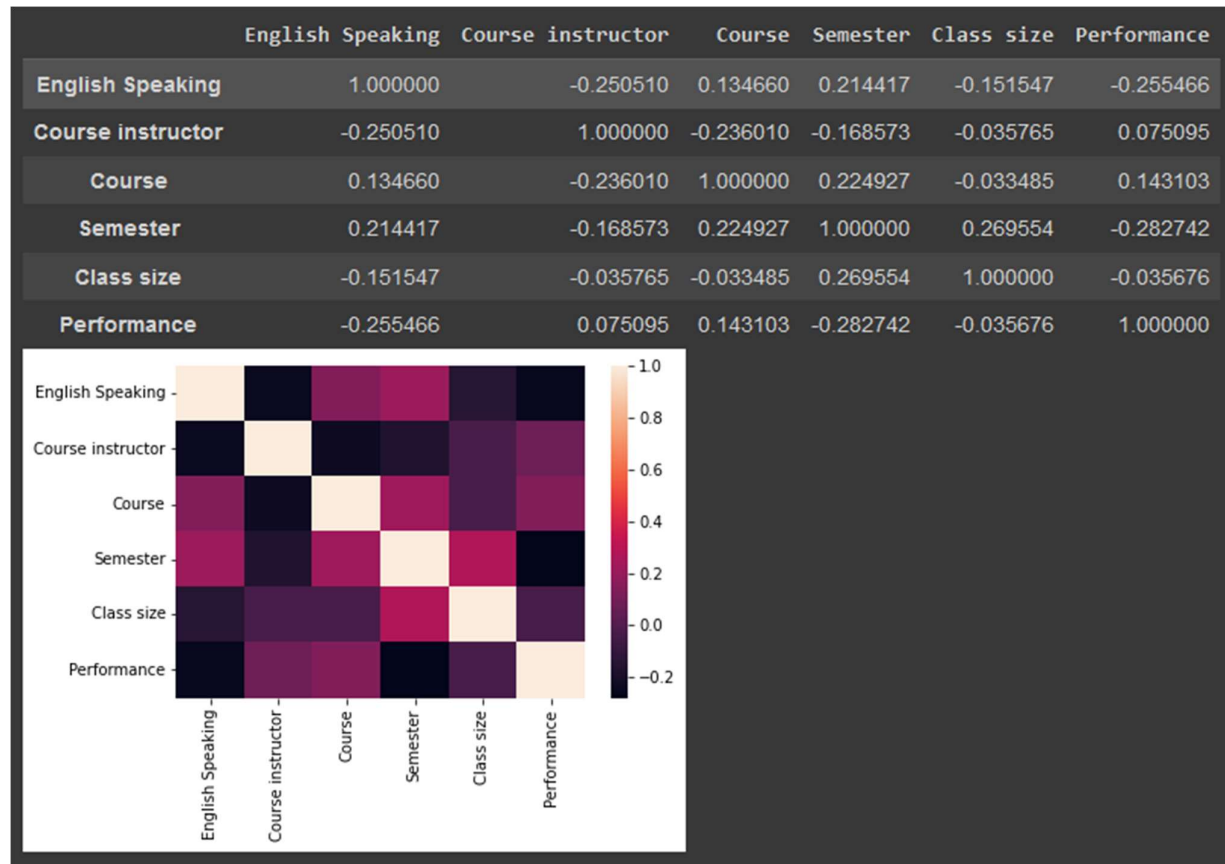 English Speaking Course instructor Course Semester Class size Performance
English Speaking 1.000000 -0.250510 0.134660 0.214417 -0.151547 -0.255466
Course instructor -0.250510 1.000000 -0.236010 -0.168573 -0.035765 0.075095
Course 0.134660 -0.236010 1.000000 0.224927 -0.033485 0.143103
Semester 0.214417 -0.168573 0.224927 1.000000 0.269554 -0.282742
Class size -0.151547 -0.035765 -0.033485 0.269554 1.000000 -0.035676
Performance -0.255466 0.075095 0.143103 -0.282742 -0.035676 1.000000
English Speaking
Course instructor
Course
Semester
Class size
Performance
English Speaking
Course instructor
Course
Semester
Class size
Performance
1.0
0.8
0.6
0.4
0.2
0.0
−0.2